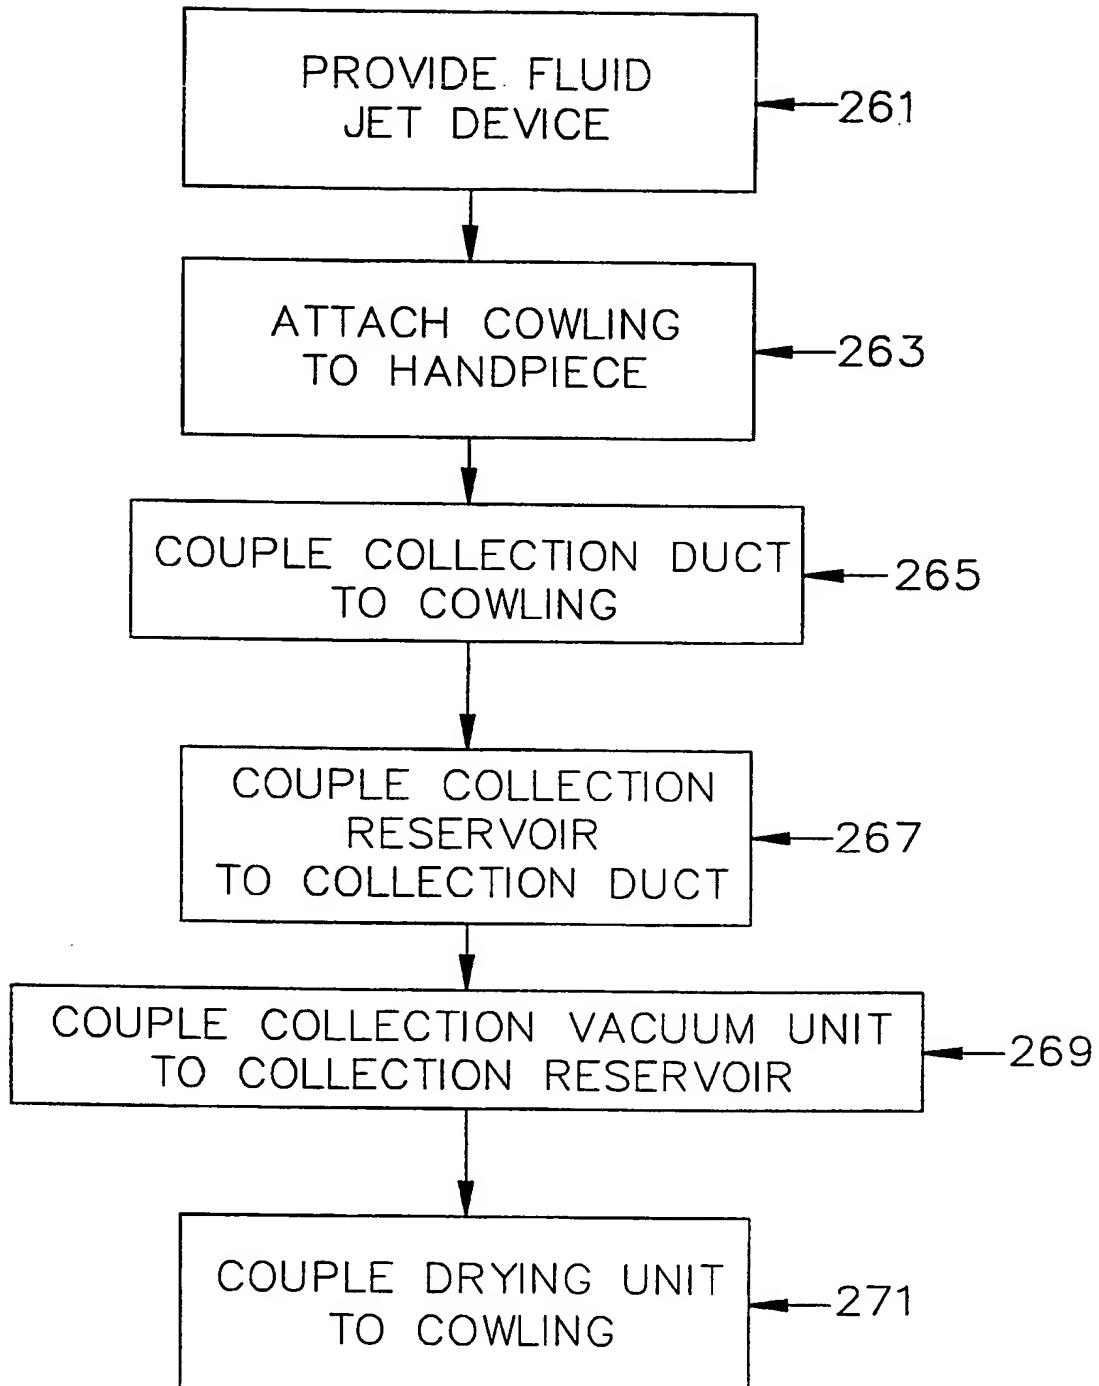 PROVIDE FLUID
JET DEVICE
261
ATTACH COWLING
TO HANDPIECE
263
COUPLE COLLECTION DUCT
TO COWLING
265
COUPLE COLLECTION
RESERVOIR
TO COLLECTION DUCT
267
COUPLE COLLECTION VACUUM UNIT
TO COLLECTION RESERVOIR
269
COUPLE DRYING UNIT
TO COWLING
271